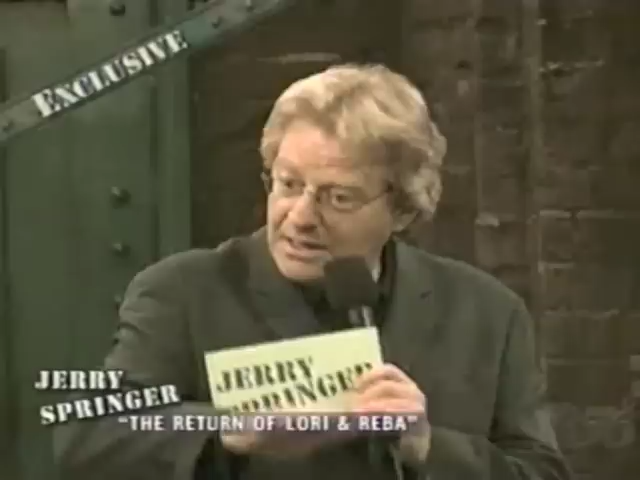 EXCLUSIVE
JERRY
SPRINGER
JERRY
SPRINGER
"THE RETURN OF LORI & REBA"